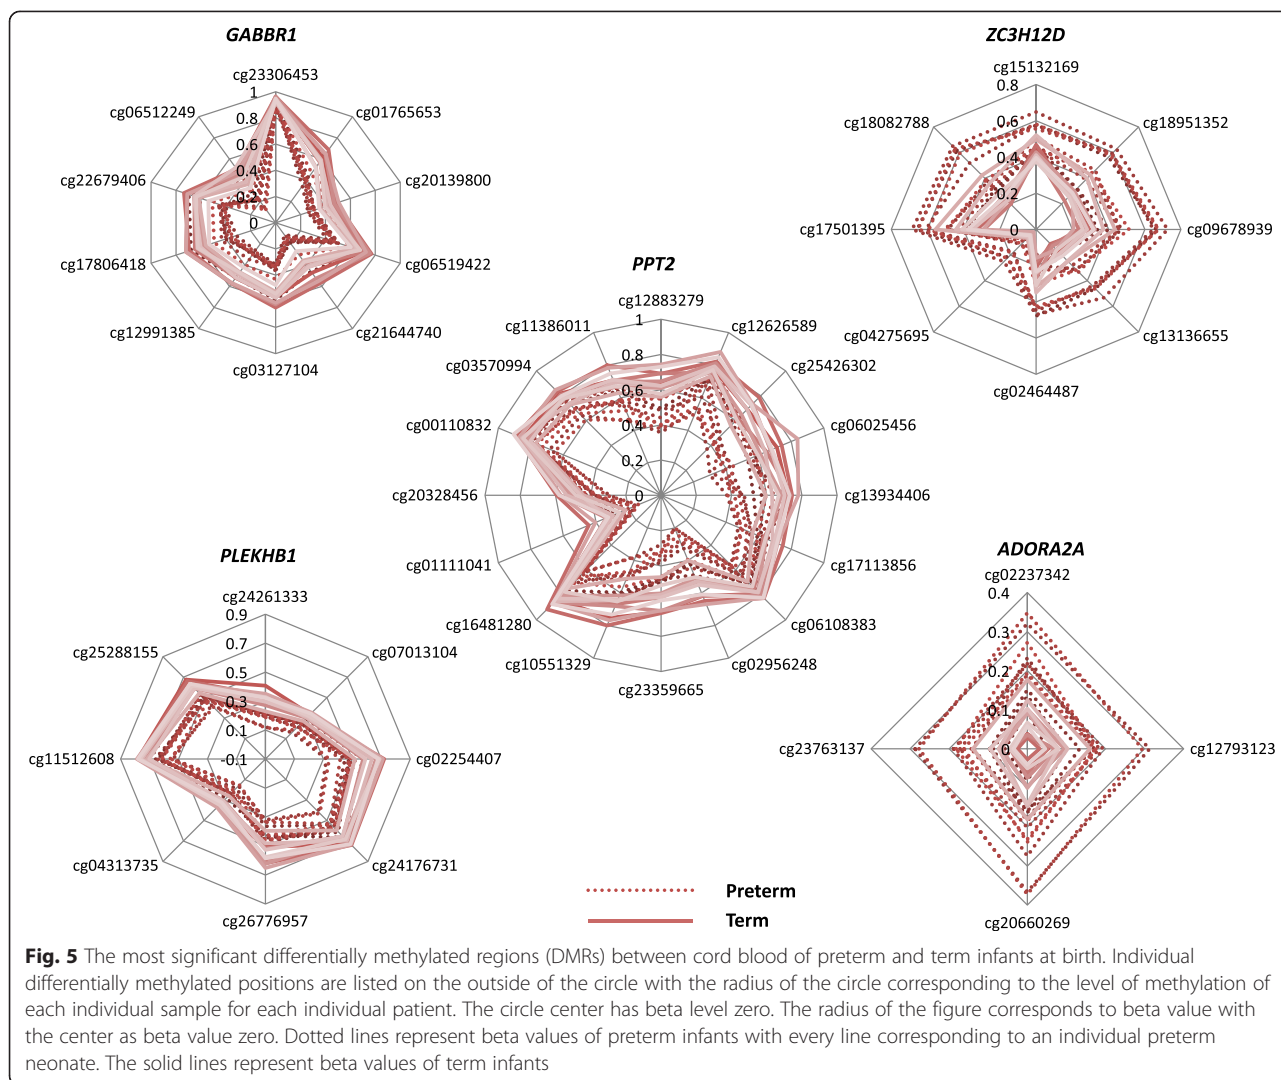 GABBR1
cg23306453
cg01765653
cg20139800
cg06519422
cg21644740
cg03127104
cg12991385
cg17806418
cg22679406
cg06512249
1
0.8
0.6
0.4
0.2
0
ZC3H12D
cg15132169
cg18951352
cg09678939
cg13136655
cg02464487
cg04275695
cg17501395
cg18082788
0.8
0.6
0.4
0.2
0
PPT2
cg12883279
cg12626589
cg25426302
cg06025456
cg13934406
cg17113856
cg06108383
cg02956248
cg23359665
cg10551329
cg16481280
cg01111041
cg20328456
cg00110832
cg03570994
cg11386011
1
0.8
0.6
0.4
0.2
0
PLEKHB1
cg24261333
cg07013104
cg02254407
cg24176731
cg26776957
cg04313735
cg11512608
cg25288155
0.9
0.7
0.5
0.3
0.1
-0.1
ADORA2A
cg02237342
cg12793123
cg20660269
cg23763137
0.4
0.3
0.2
0.1
0
Preterm
Term
Fig. 5 The most significant differentially methylated regions (DMRs) between cord blood of preterm and term infants at birth. Individual
differentially methylated positions are listed on the outside of the circle with the radius of the circle corresponding to the level of methylation of
each individual sample for each individual patient. The circle center has beta level zero. The radius of the figure corresponds to beta value with
the center as beta value zero. Dotted lines represent beta values of preterm infants with every line corresponding to an individual preterm
neonate. The solid lines represent beta values of term infants